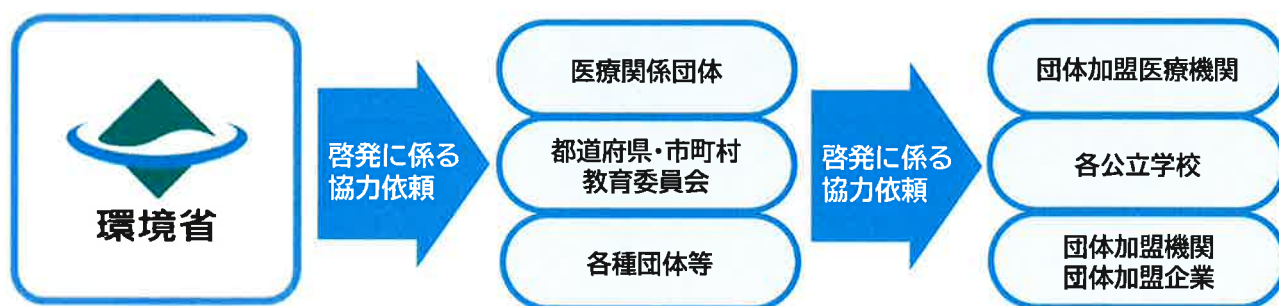 環境省
啓発に係る
協力依頼
医療関係団体
都道府県・市町村
教育委員会
各種団体等
啓発に係る
協力依頼
団体加盟医療機関
各公立学校
団体加盟機関
団体加盟企業